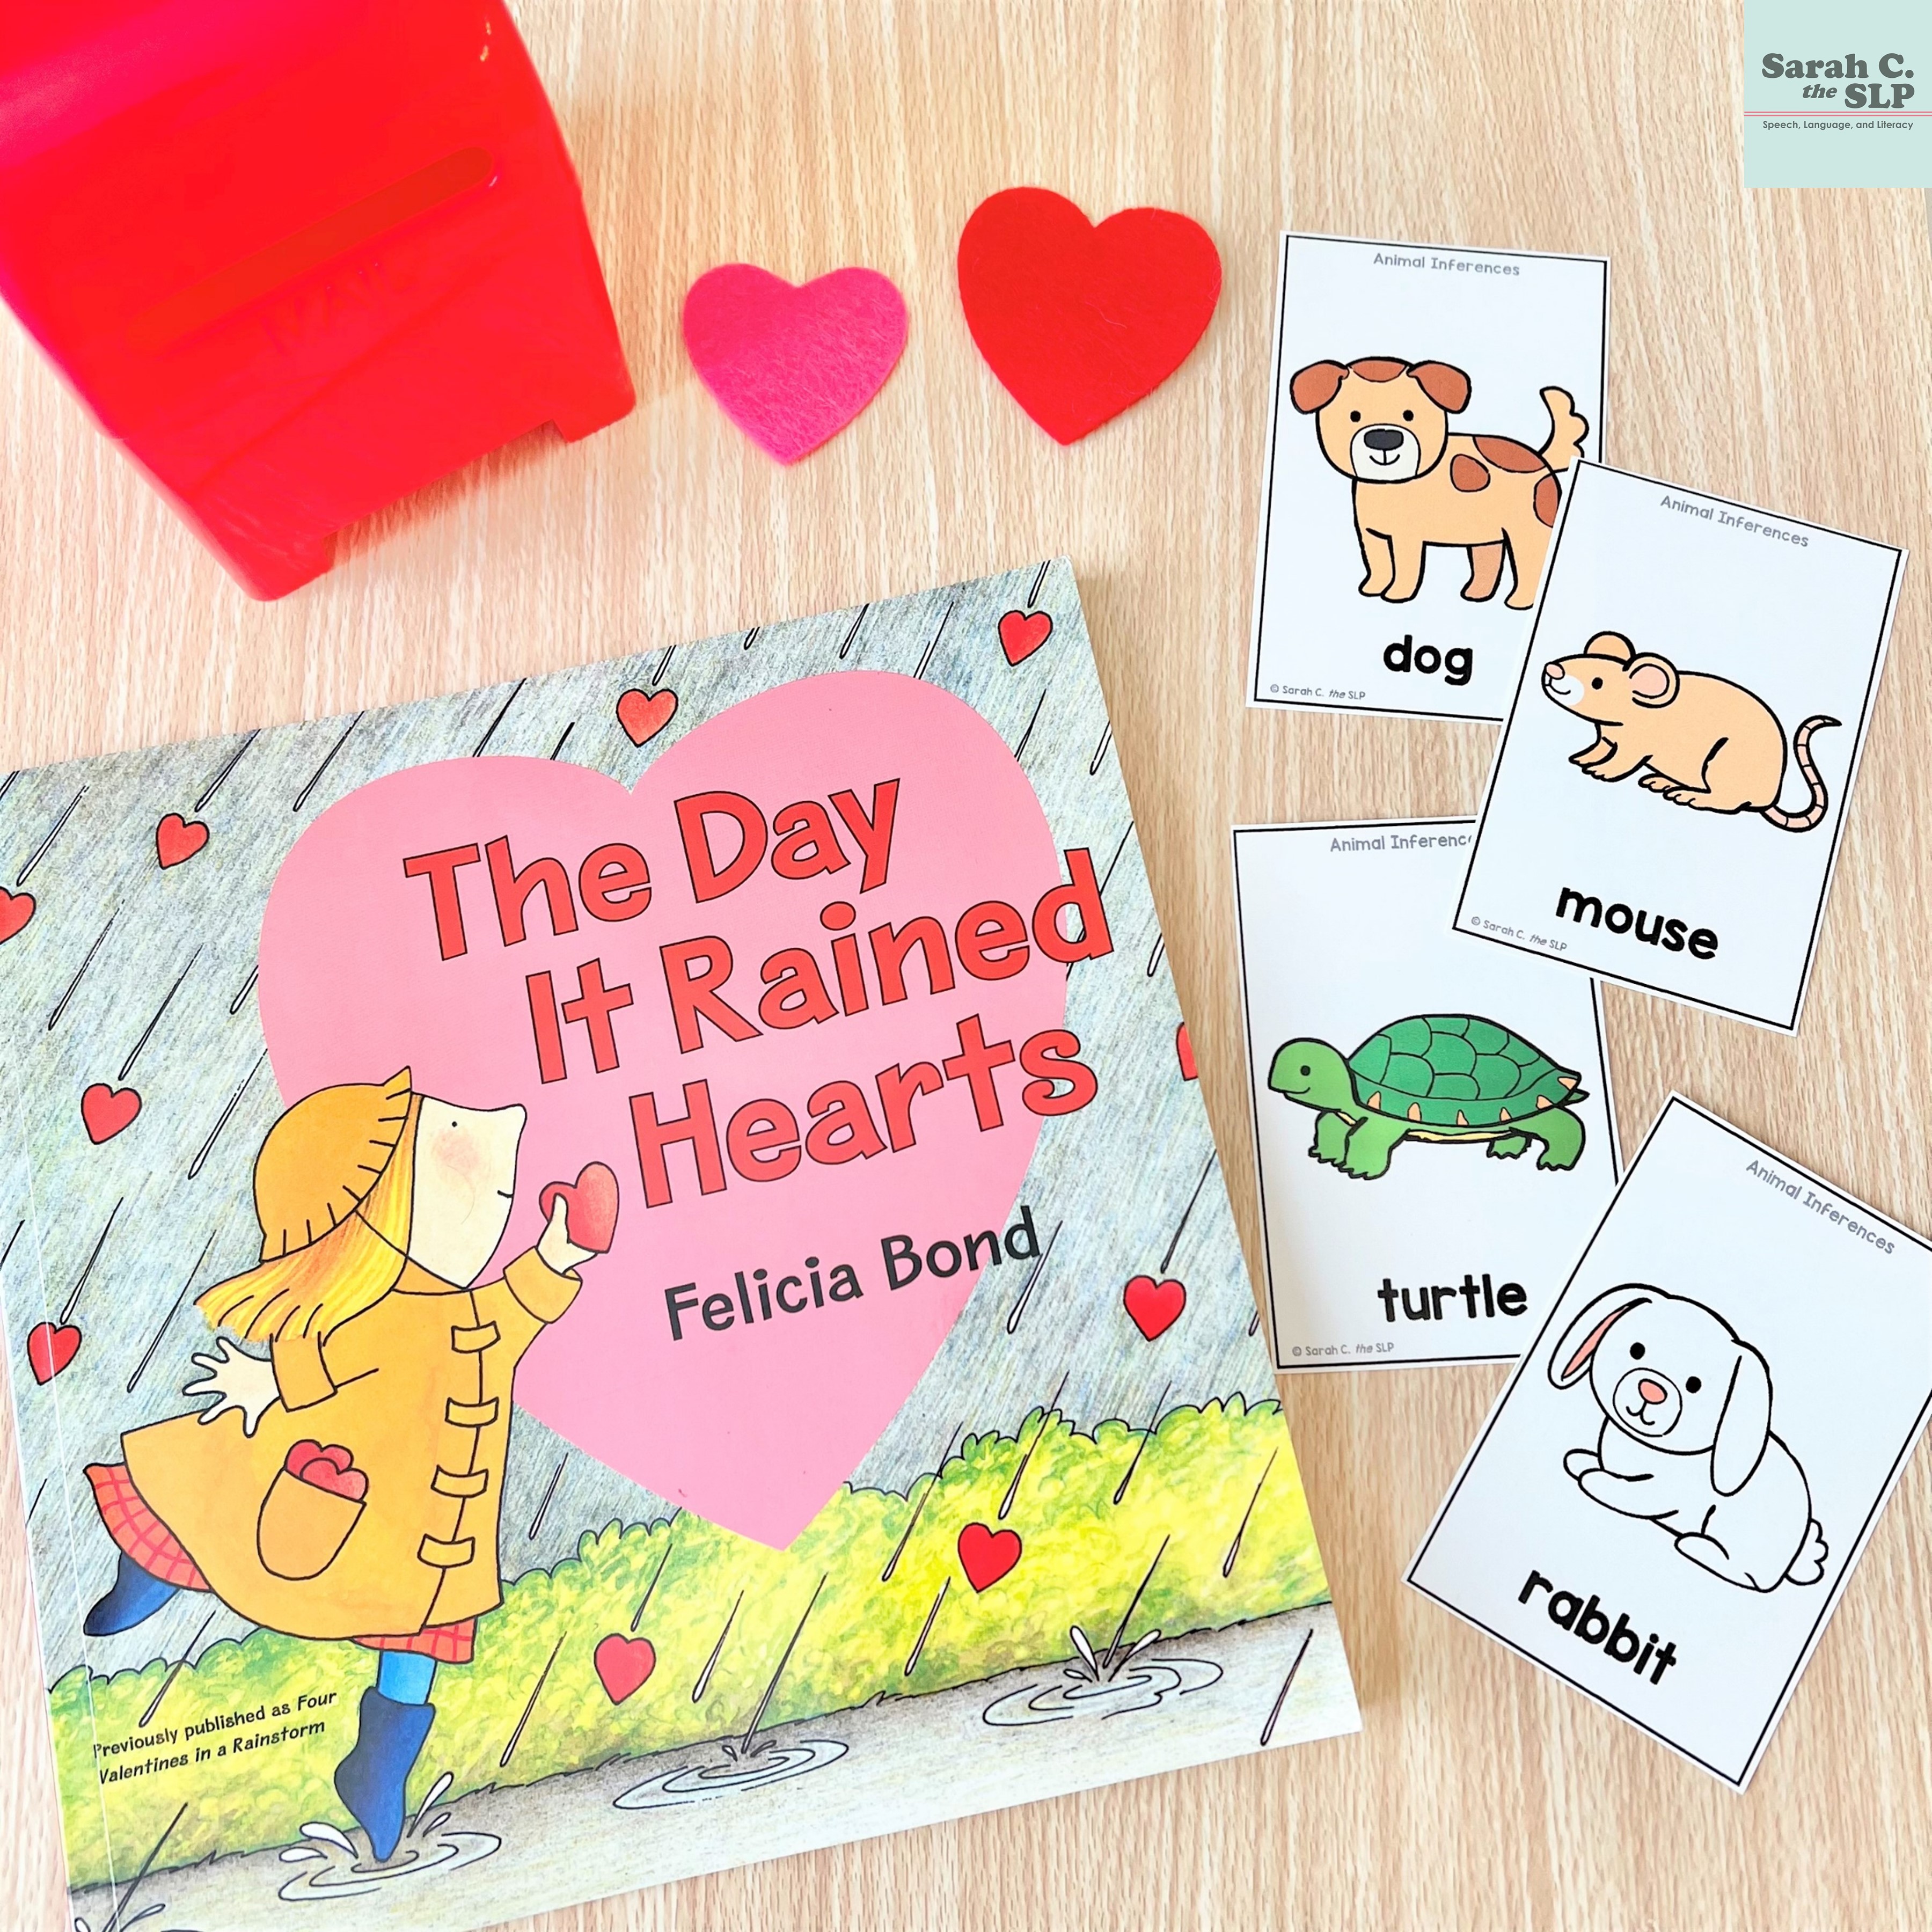 Sarah C.
the SLP
Speech, Language, and Literacy
MAIL
Animal Inferences
dog
© Sarah C. the SLP
Animal Inferences
mouse
© Sarah C. the SLP
Animal Inferenc
turtle
© Sarah C. the SLP
Animal Inferences
rabbit
The Day
It Rained
Hearts
Felicia Bond
Previously published as Four
Valentines in a Rainstorm